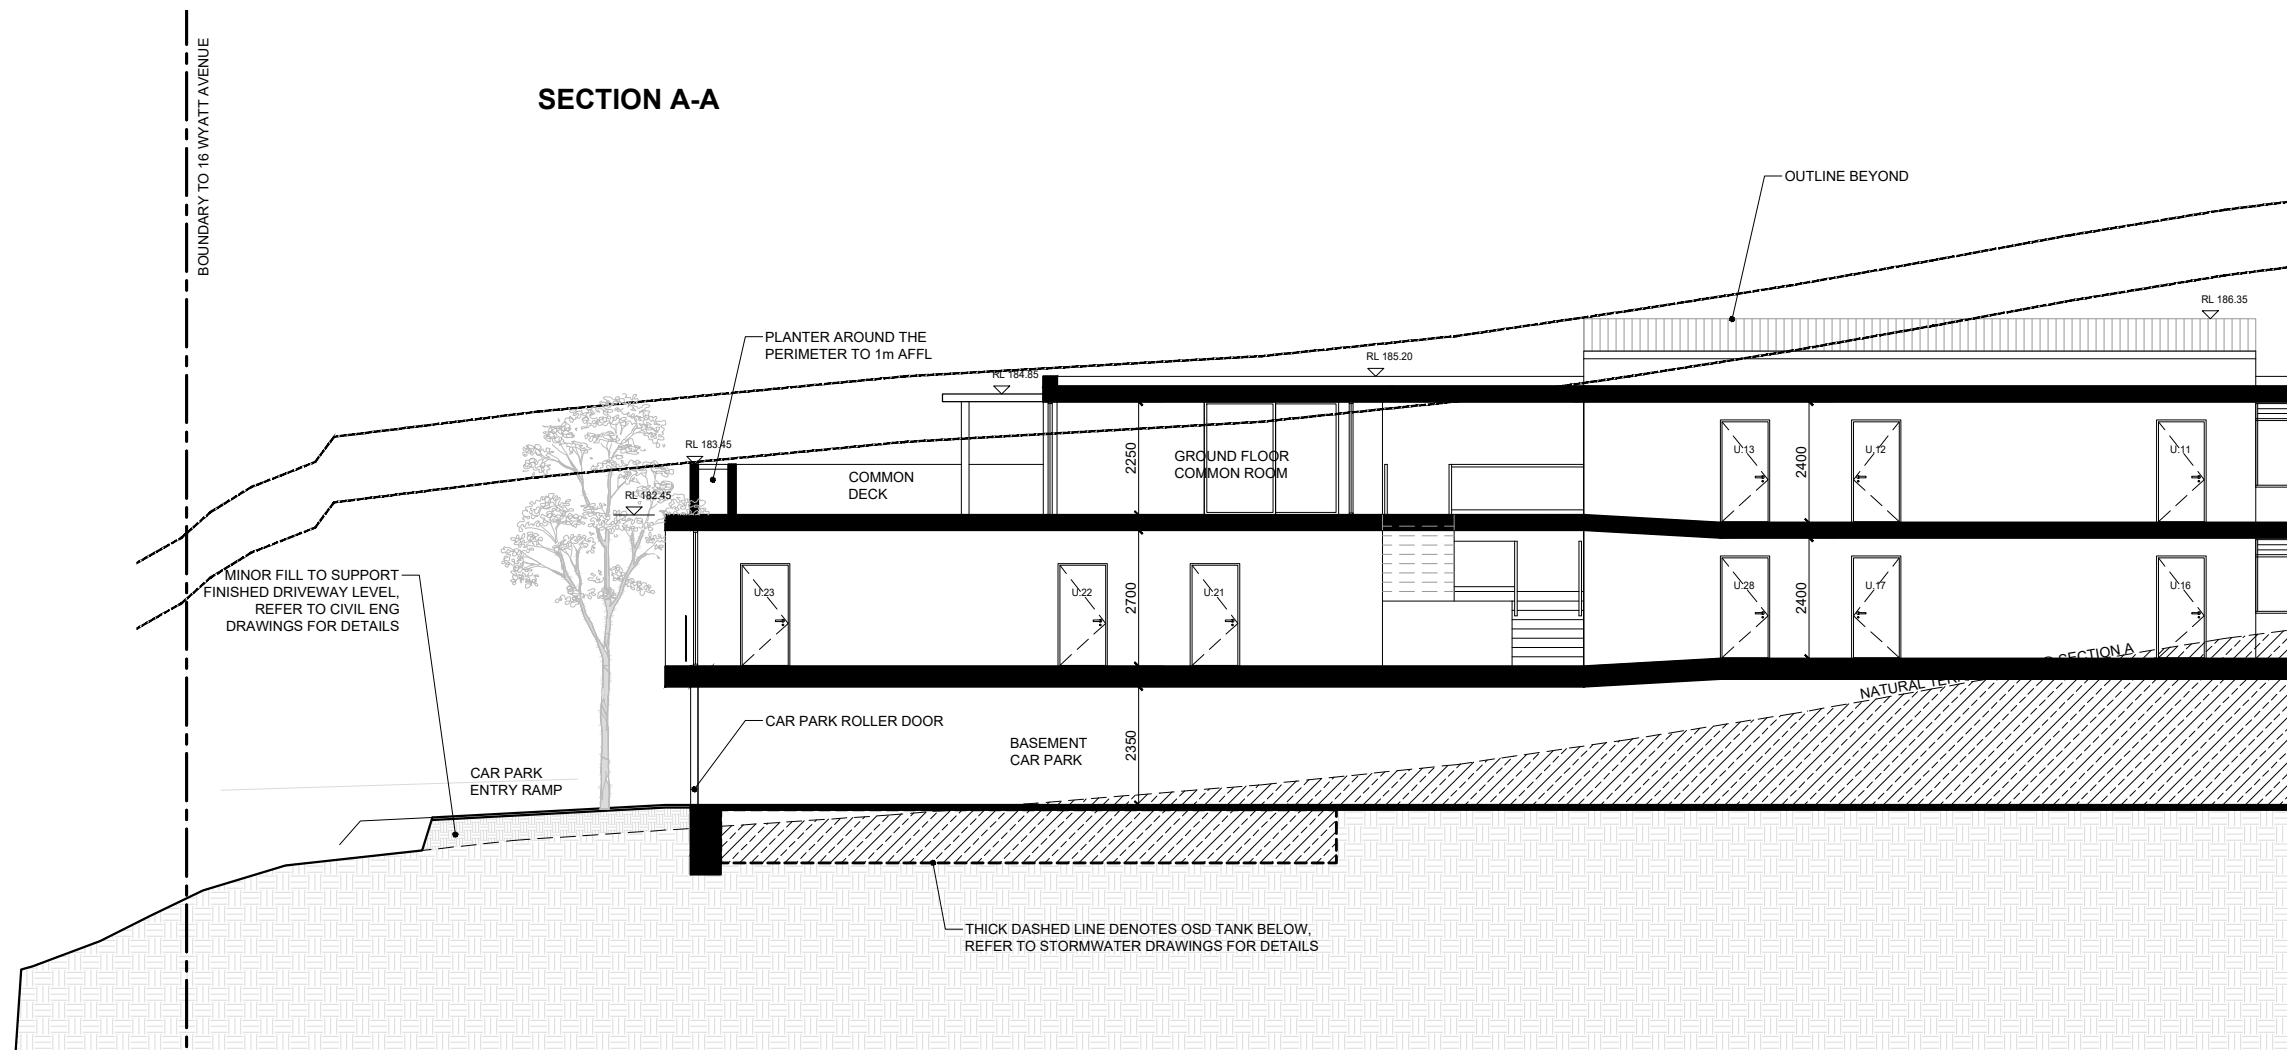 BOUNDARY TO 16 WYATT AVENUE
SECTION A-A
OUTLINE BEYOND
RL 186.35
PLANTER AROUND THE
PERIMETER TO 1m AFFL
RL 185.20
RL 184.85
RL 183.45
RL 182.45
COMMON
DECK
2250
GROUND FLOOR
COMMON ROOM
U.13
2400
U.12
U.11
MINOR FILL TO SUPPORT
FINISHED DRIVEWAY LEVEL,
REFER TO CIVIL ENG
DRAWINGS FOR DETAILS
U.23
U.22
2700
U.21
U.28
2400
U.17
U.16
SECTION A
NATURAL
CAR PARK ROLLER DOOR
BASEMENT
CAR PARK
2350
CAR PARK
ENTRY RAMP
THICK DASHED LINE DENOTES OSD TANK BELOW,
REFER TO STORMWATER DRAWINGS FOR DETAILS